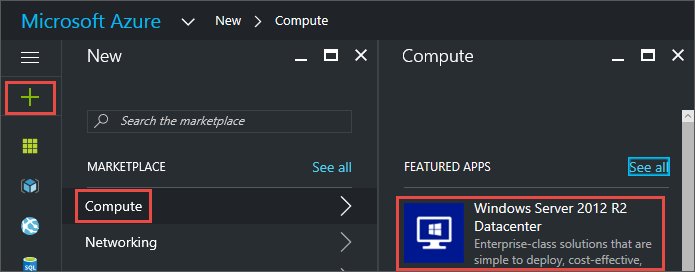 Microsoft Azure New > Compute
New
Search the marketplace
MARKETPLACE See all
Compute
Networking
Compute
FEATURED APPS See all
Windows Server 2012 R2
Datacenter
Enterprise-class solutions that are
simple to deploy, cost-effective,
SQL